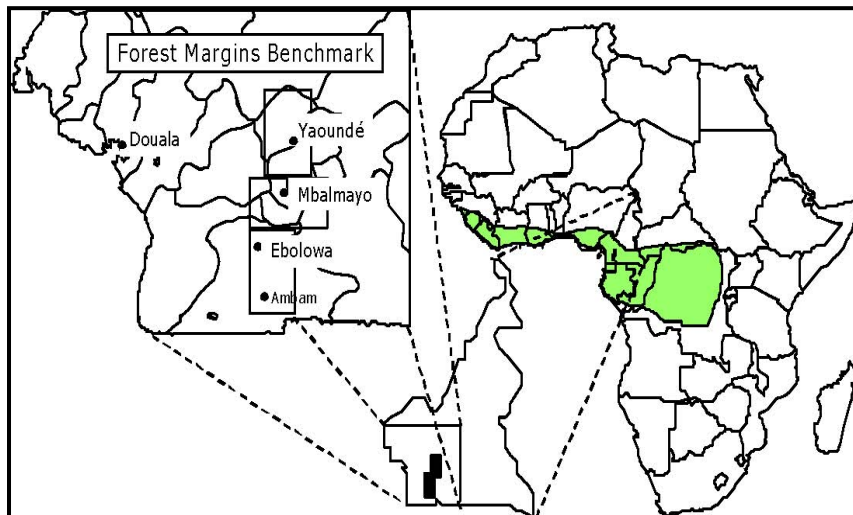 Forest Margins Benchmark
Yaoundé
Douala
Mbalmayo
Ebolowa
Ambam